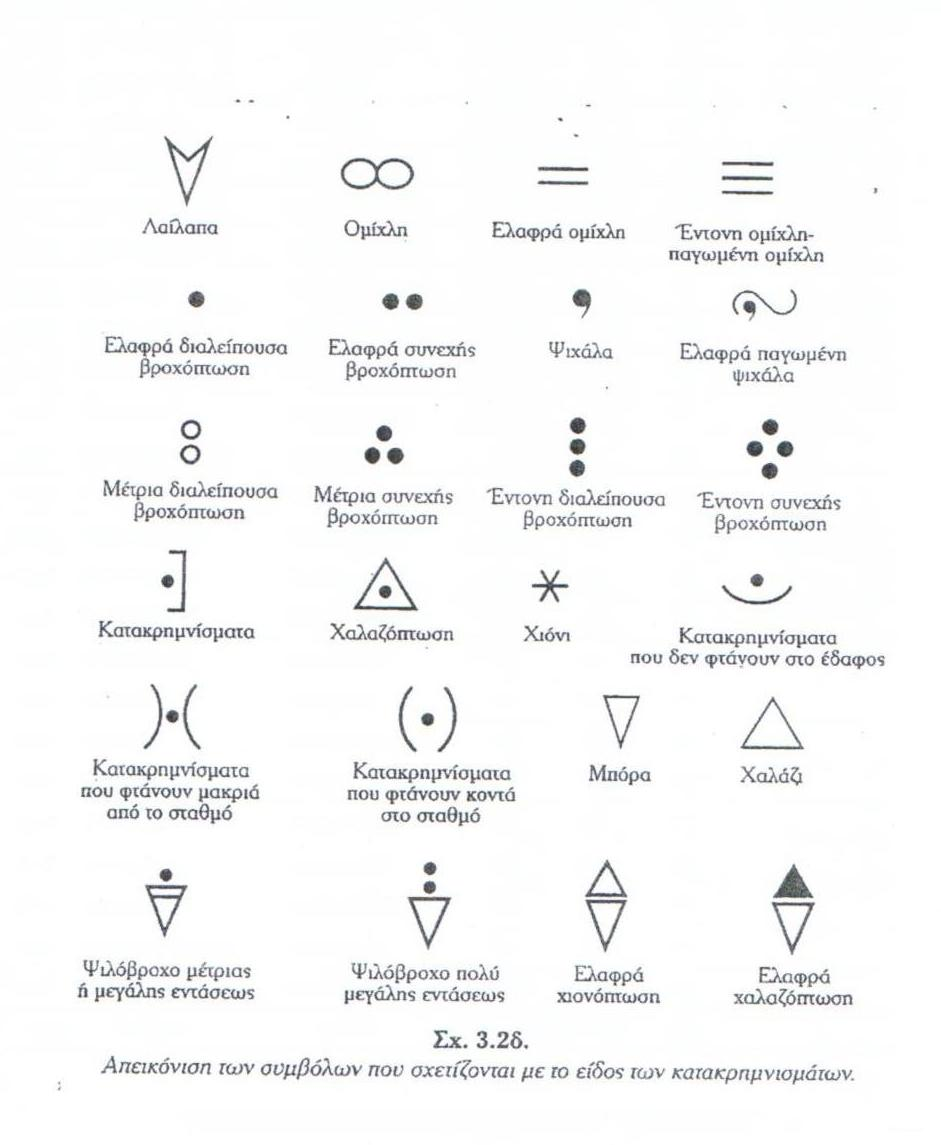 Λαίλαπα
Ομίχλη
Ελαφρά ομίχλη
Έντονη ομίχλη-
παγωμένη ομίχλη
Ελαφρά διαλείπουσα
βροχόπτωση
Ελαφρά συνεχής
βροχόπτωση
Ψιχάλα
Ελαφρά παγωμένη
ψιχάλα
Μέτρια διαλείπουσα
βροχόπτωση
Μέτρια συνεχής
βροχόπτωση
Έντονη διαλείπουσα
βροχόπτωση
Έντονη συνεχής
βροχόπτωση
Κατακρημνίσματα
Χαλαζόπτωση
Χιόνι
Κατακρημνίσματα
που δεν φτάνουν στο έδαφος
Κατακρημνίσματα
που φτάνουν μακριά
από το σταθμό
Κατακρημνίσματα
που φτάνουν κοντά
στο σταθμό
Μπόρα
Χαλάζι
Ψιλόβροχο μέτριας
ή μεγάλης εντάσεως
Ψιλόβροχο πολύ
μεγάλης εντάσεως
Ελαφρά
χιονόπτωση
Ελαφρά
χαλαζόπτωση
Σχ. 3.2δ.
Απεικόνιση των συμβόλων που σχετίζονται με το είδος των κατακρημνισμάτων.